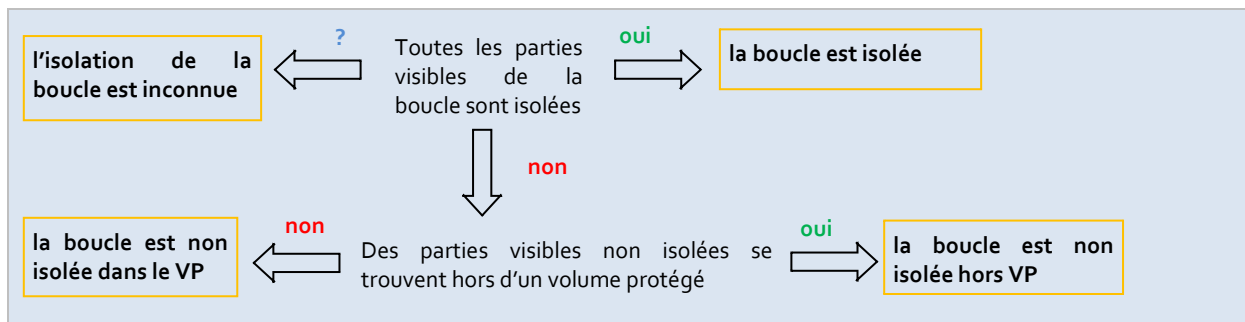 ?
oui
l'isolation de la
boucle est inconnue
Toutes les parties
visibles de la
boucle sont isolées
la boucle est isolée
non
non
oui
la boucle est non
isolée dans le VP
Des parties visibles non isolées se
trouvent hors d'un volume protégé
la boucle est non
isolée hors VP